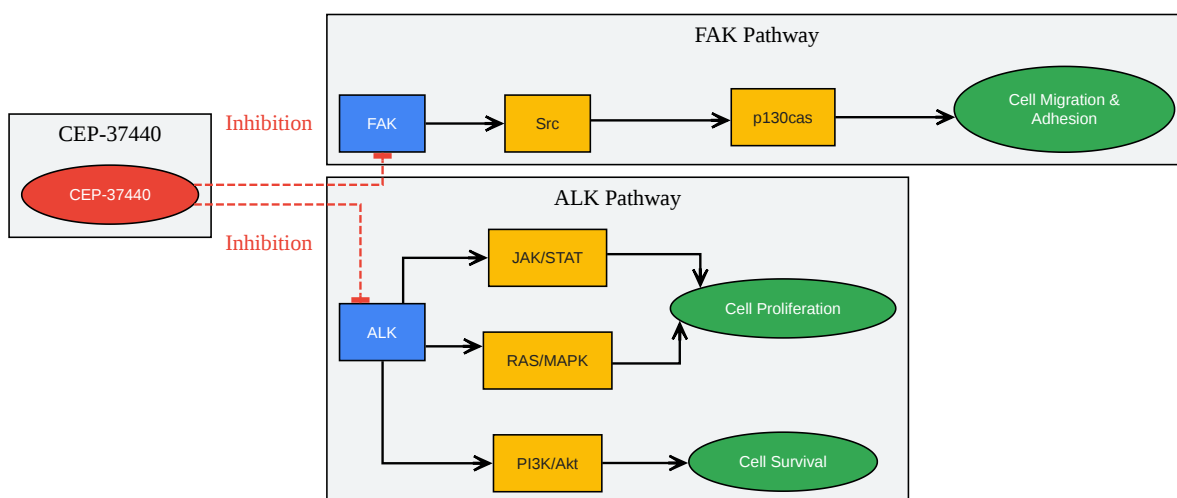 FAK Pathway
FAK
Src
p130cas
Cell Migration &
Adhesion
Inhibition
CEP-37440
CEP-37440
Inhibition
ALK Pathway
JAK/STAT
Cell Proliferation
ALK
RAS/MAPK
PI3K/Akt
Cell Survival